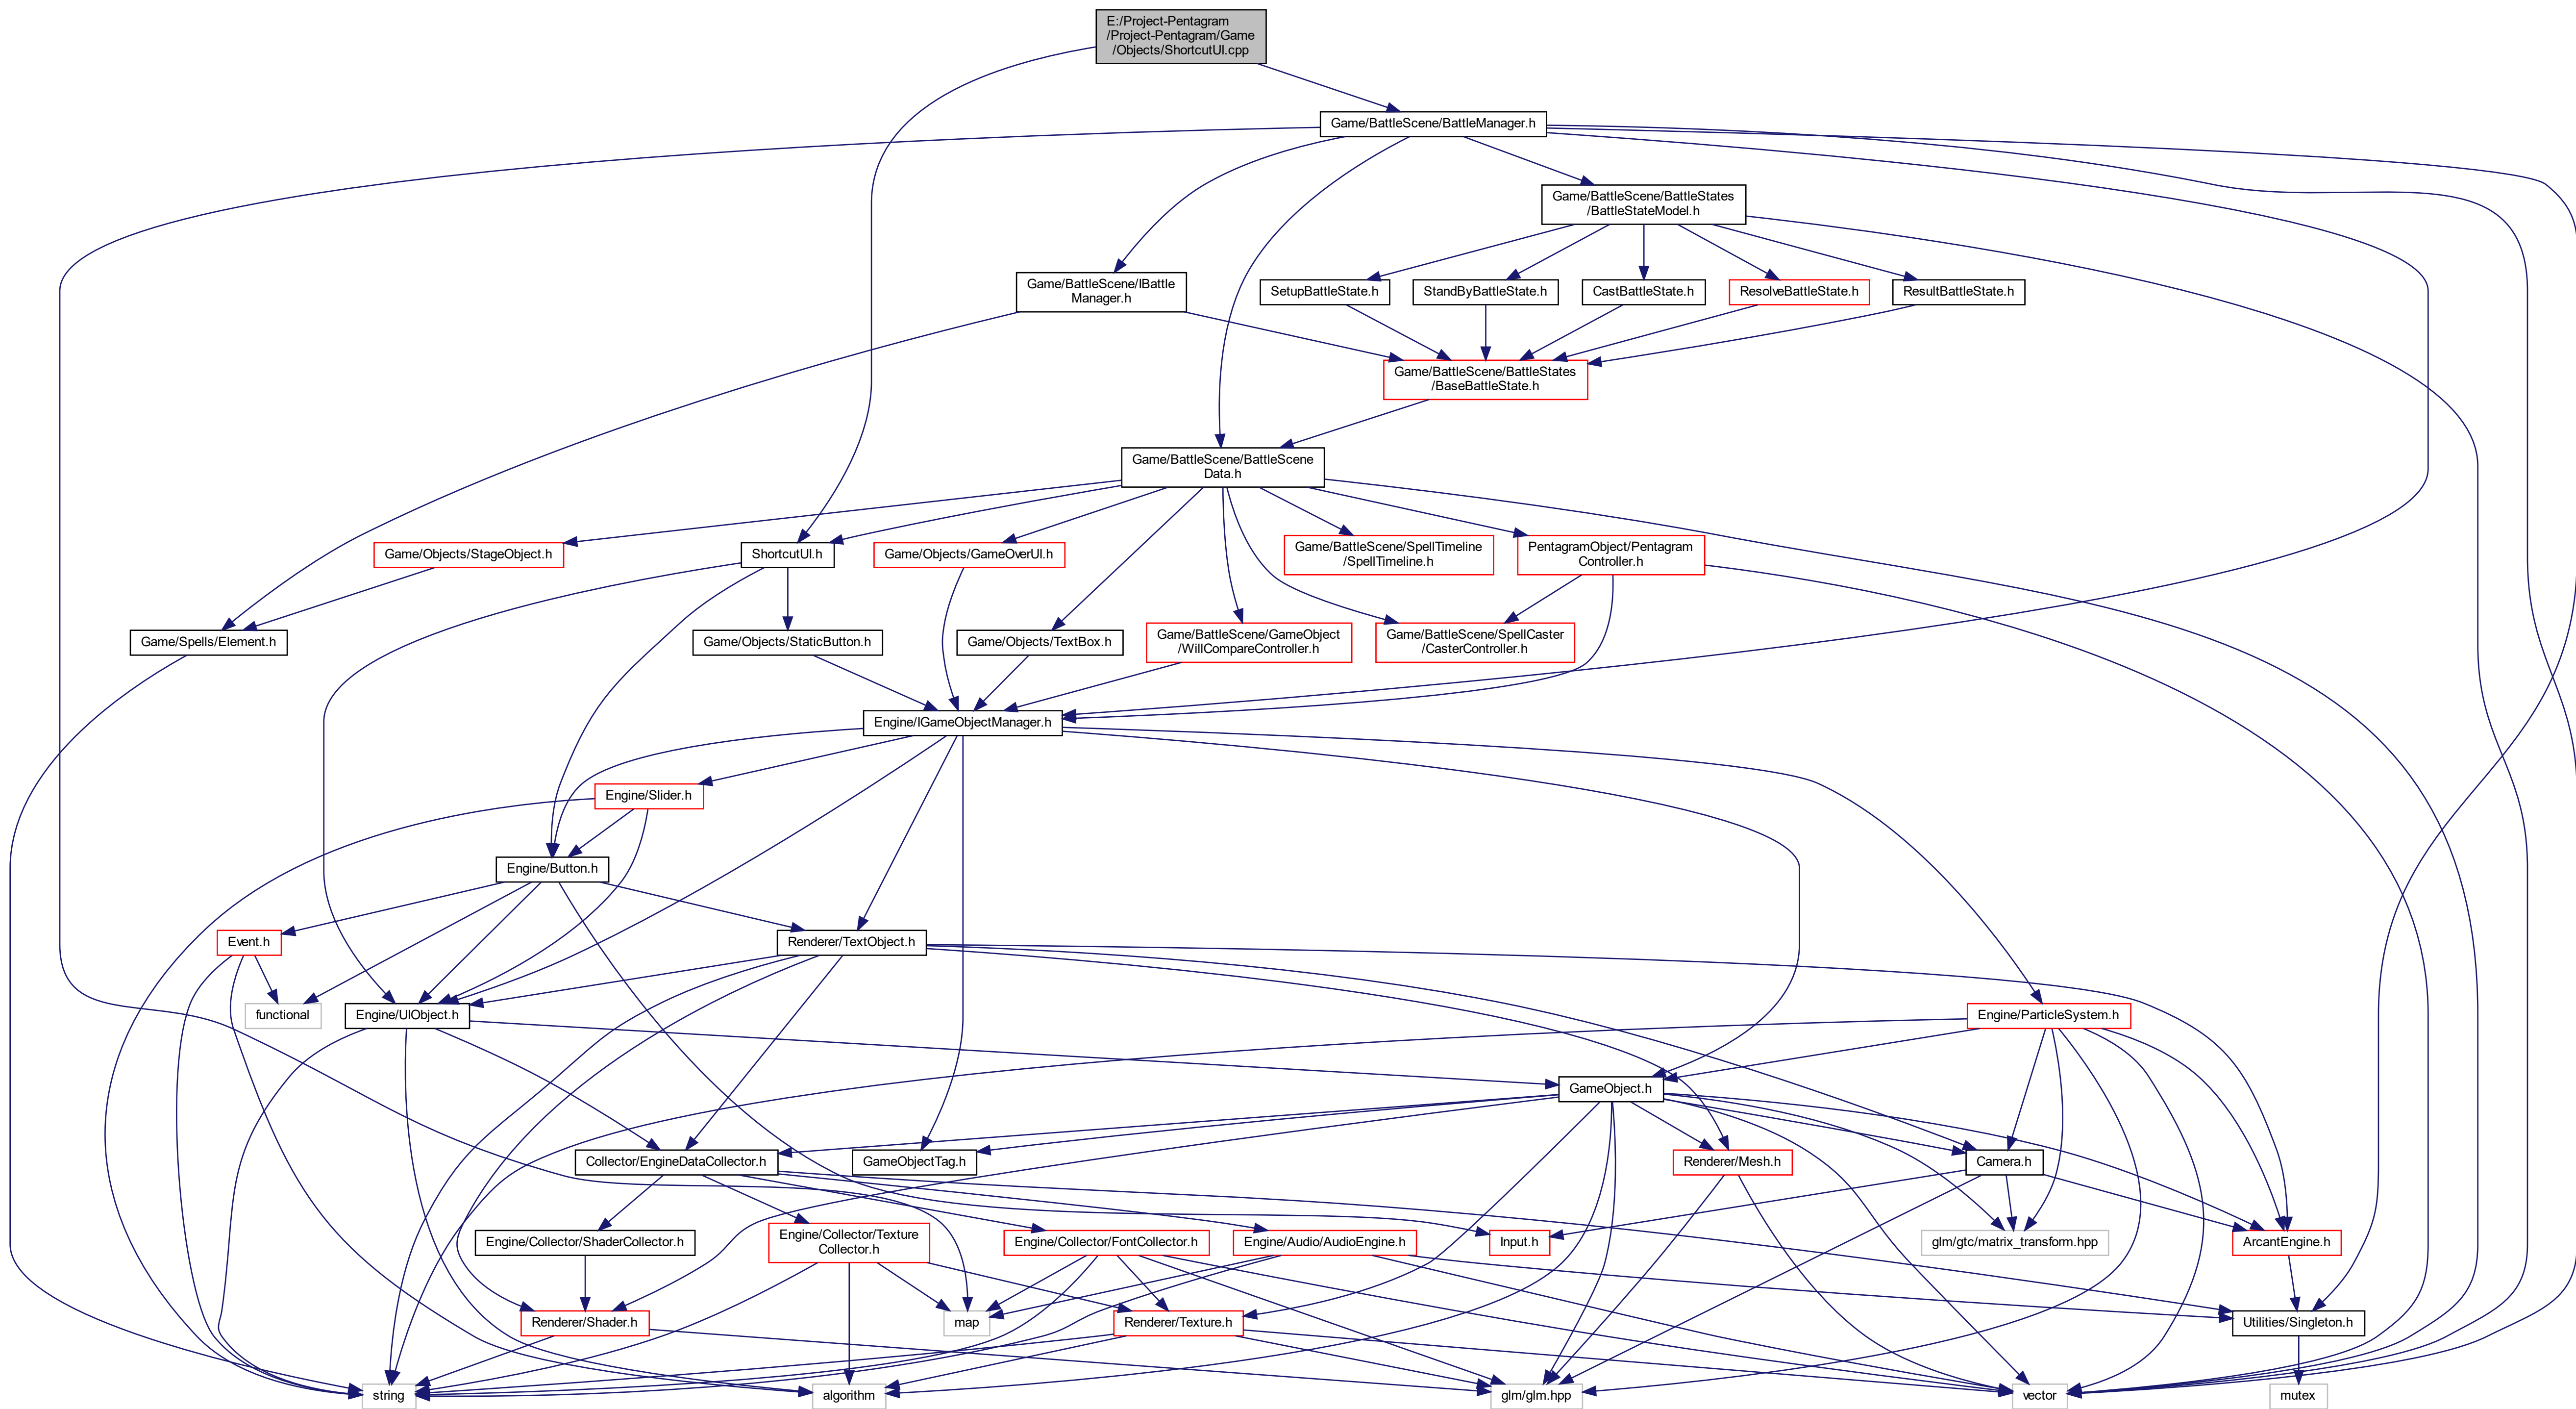 E:/Project-Pentagram
/Project-Pentagram/Game
/Objects/ShortcutUI.cpp
Game/BattleScene/BattleManager.h
Game/BattleScene/BattleStates
/BattleStateModel.h
Game/BattleScene/IBattle
Manager.h
SetupBattleState.h
StandByBattleState.h
CastBattleState.h
ResolveBattleState.h
ResultBattleState.h
Game/BattleScene/BattleStates
/BaseBattleState.h
Game/BattleScene/BattleScene
Data.h
Game/Objects/StageObject.h
ShortcutUI.h
Game/Objects/GameOverUI.h
Game/BattleScene/SpellTimeline
/SpellTimeline.h
PentagramObject/Pentagram
Controller.h
Game/Spells/Element.h
Game/Objects/StaticButton.h
Game/Objects/TextBox.h
Game/BattleScene/GameObject
/WillCompareController.h
Game/BattleScene/SpellCaster
/CasterController.h
Engine/IGameObjectManager.h
Engine/Slider.h
Engine/Button.h
Event.h
Renderer/TextObject.h
functional
Engine/UIObject.h
Engine/ParticleSystem.h
GameObject.h
Collector/EngineDataCollector.h
GameObjectTag.h
Renderer/Mesh.h
Camera.h
Engine/Collector/ShaderCollector.h
Engine/Collector/Texture
Collector.h
Engine/Collector/FontCollector.h
Engine/Audio/AudioEngine.h
Input.h
glm/gtc/matrix_transform.hpp
ArcantEngine.h
Renderer/Shader.h
map
Renderer/Texture.h
Utilities/Singleton.h
string
algorithm
glm/glm.hpp
vector
mutex